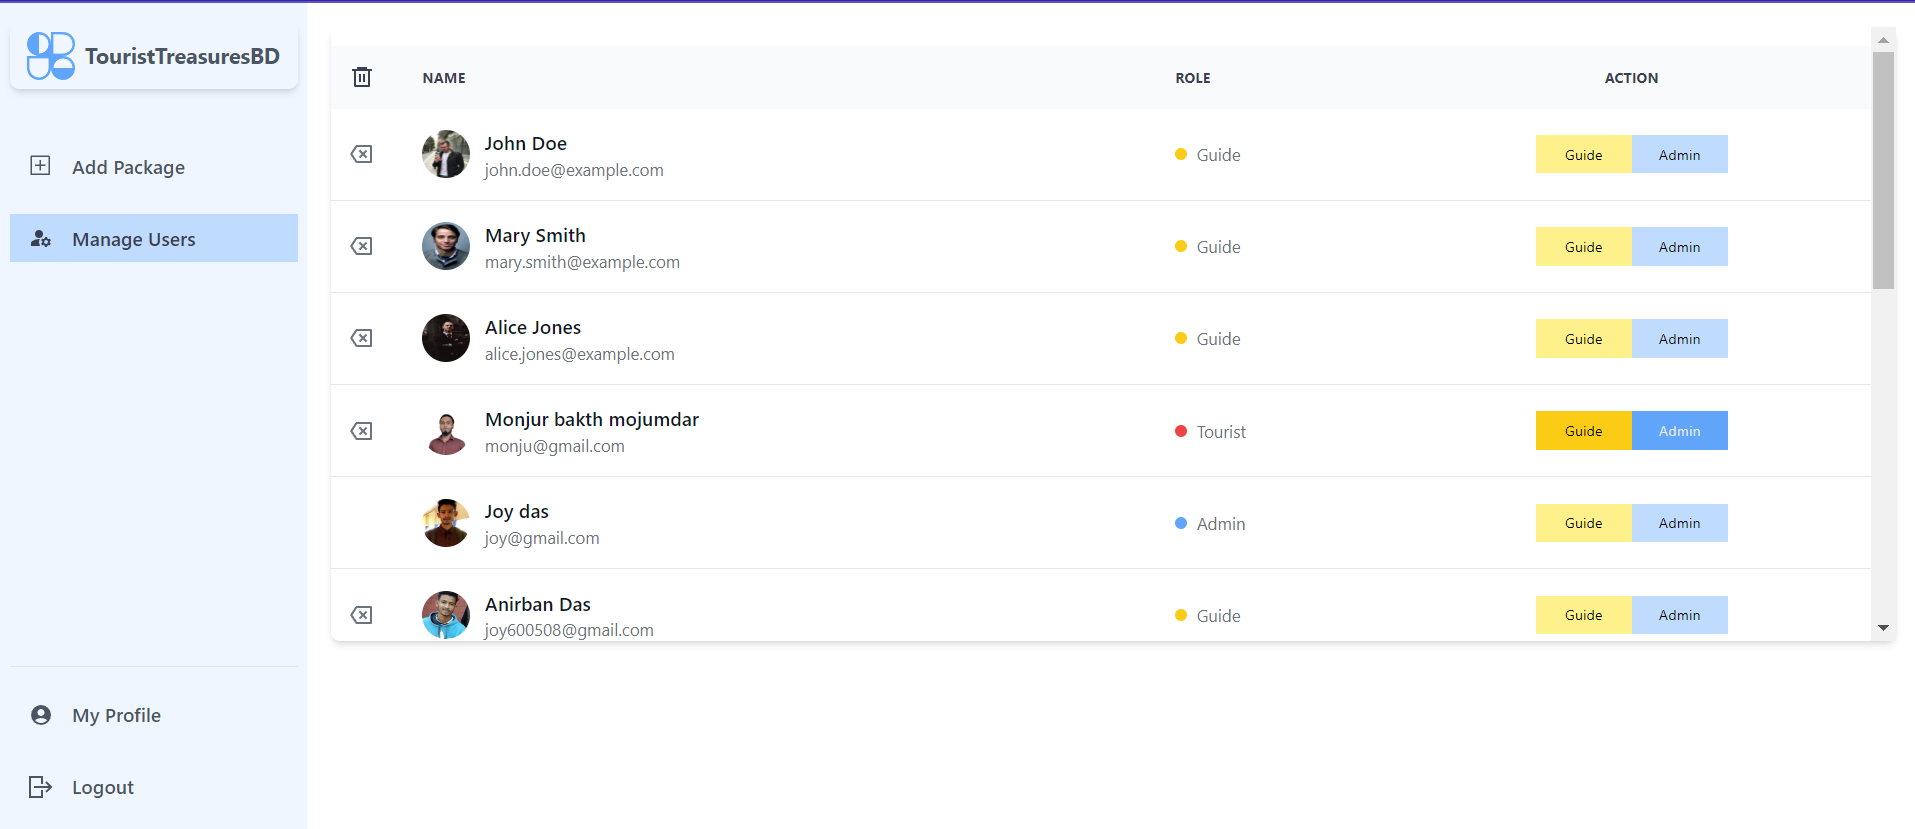 TouristTreasuresBD
Add Package
Manage Users
My Profile
Logout
NAME ROLE ACTION
John Doe
john.doe@example.com
Guide
Guide Admin
Mary Smith
mary.smith@example.com
Guide
Guide Admin
Alice Jones
alice.jones@example.com
Guide
Guide Admin
Monjur bakth mojumdar
monju@gmail.com
Tourist
Guide Admin
Joy das
joy@gmail.com
Admin
Guide Admin
Anirban Das
joy600508@gmail.com
Guide
Guide Admin